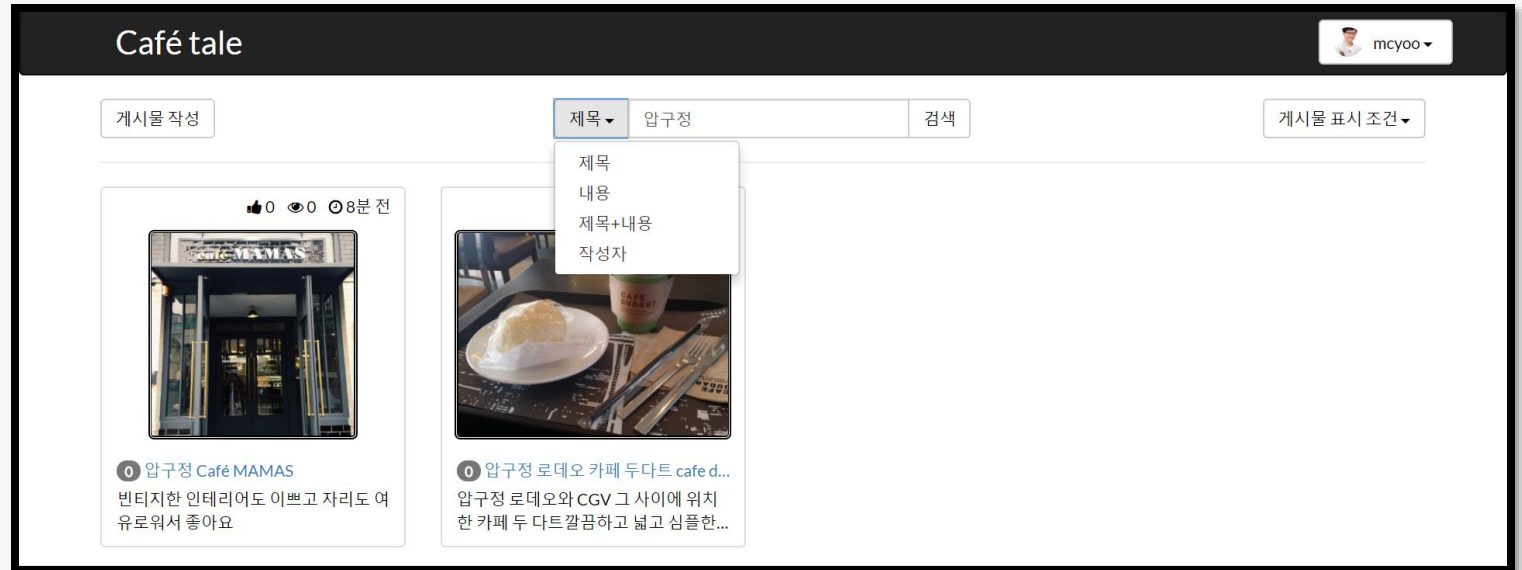 Café tale
mcyoo
게시물 작성
제목
압구정
검색
게시물 표시 조건
제목
내용
제목+내용
작성자
0 0 8분 전
café MAMAS
CAFE
DUDART
0 압구정 Café MAMAS
빈티지한 인테리어도 이쁘고 자리도 여
유로워서 좋아요
0 압구정 로데오 카페 두다트 cafe d...
압구정 로데오와 CGV 그 사이에 위치
한 카페 두 다트깔끔하고 넓고 심플한...